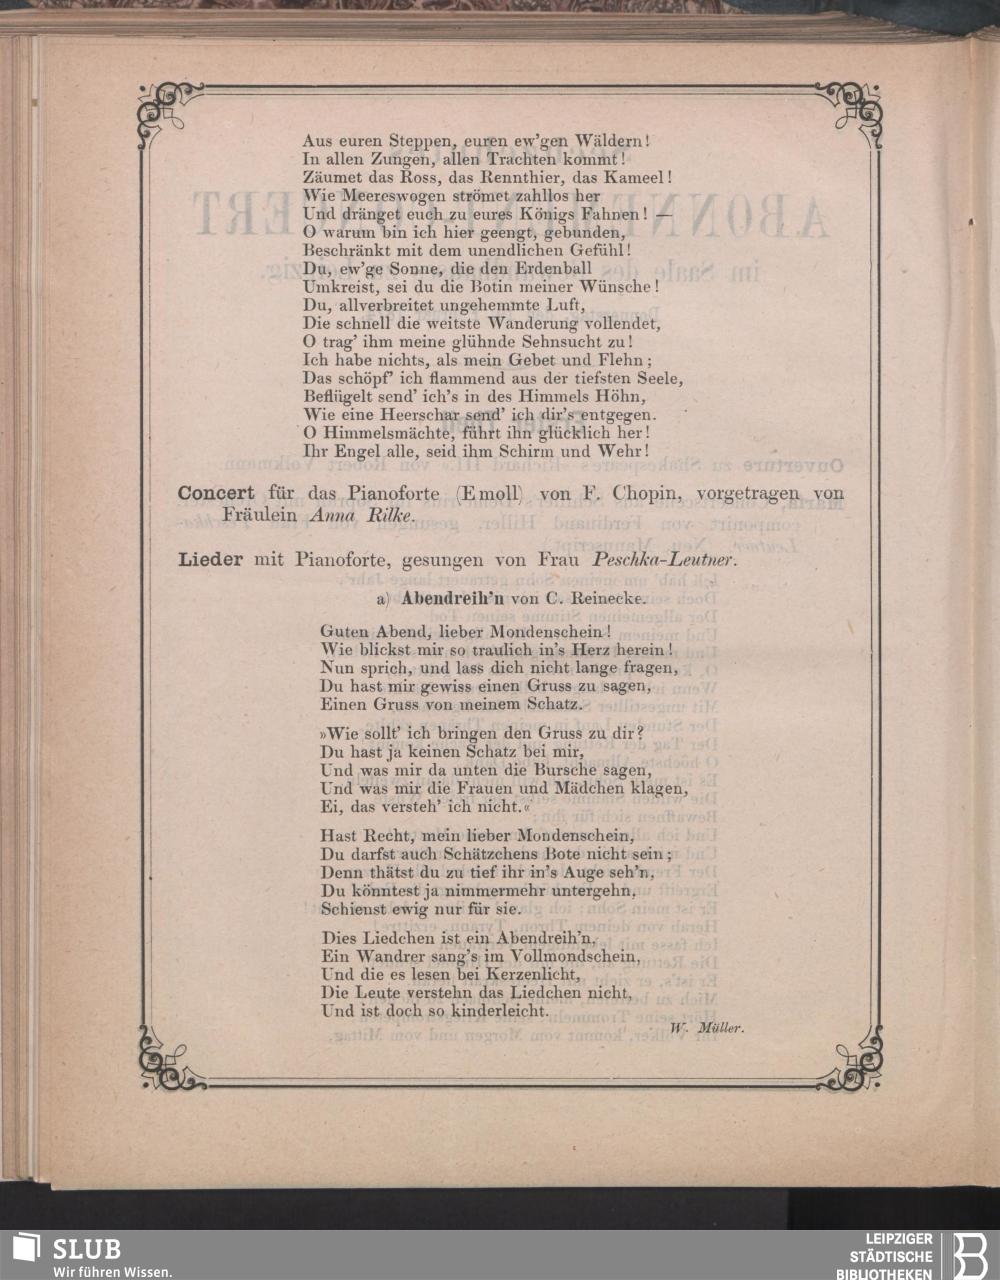 Aus euren Steppen, euren ew'gen Wäldern!
In allen Zungen, allen Trachten kommt!
Zäumet das Ross, das Rennthier, das Kameel!
Wie Meereswogen strömet zahllos her
Und dränget euch zu eures Königs Fahnen! —
O warum bin ich hier geengt, gebunden,
Beschränkt mit dem unendlichen Gefühl!
Du, ew'ge Sonne, die den Erdenball
Umkreist, sei du die Botin meiner Wünsche!
Du, allverbreitet ungehemmte Luft,
Die schnell die weitste Wanderung vollendet,
O trag' ihm meine glühnde Sehnsucht zu!
Ich habe nichts, als mein Gebet und Flehn;
Das schöpf' ich flammend aus der tiefsten Seele,
Beflügelt send' ich's in des Himmels Höhn,
Wie eine Heerschar send' ich dir's entgegen.
O Himmelsmächte, führt ihn glücklich her!
Ihr Engel alle, seid ihm Schirm und Wehr!
Concert für das Pianoforte (Emoll) von F. Chopin, vorgetragen von
Fräulein Anna Rilke.
Lieder mit Pianoforte, gesungen von Frau Peschka-Leutner.
a) Abendreih'n von C. Reinecke.
Guten Abend, lieber Mondenschein!
Wie blickst mir so traulich in's Herz herein!
Nun sprich, und lass dich nicht lange fragen,
Du hast mir gewiss einen Gruss zu sagen,
Einen Gruss von meinem Schatz.
»Wie sollt' ich bringen den Gruss zu dir?
Du hast ja keinen Schatz bei mir,
Und was mir da unten die Bursche sagen,
Und was mir die Frauen und Mädchen klagen,
Ei, das versteh' ich nicht.«
Hast Recht, mein lieber Mondenschein,
Du darfst auch Schätzchens Bote nicht sein;
Denn thätst du zu tief ihr in's Auge seh'n,
Du könntest ja nimmermehr untergehn,
Schienst ewig nur für sie.
Dies Liedchen ist ein Abendreih'n,
Ein Wandrer sang's im Vollmondschein,
Und die es lesen bei Kerzenlicht,
Die Leute verstehn das Liedchen nicht,
Und ist doch so kinderleicht.
W. Müller.
SLUB
Wir führen Wissen.
LEIPZIGER
STÄDTISCHE
BIBLIOTHEKEN